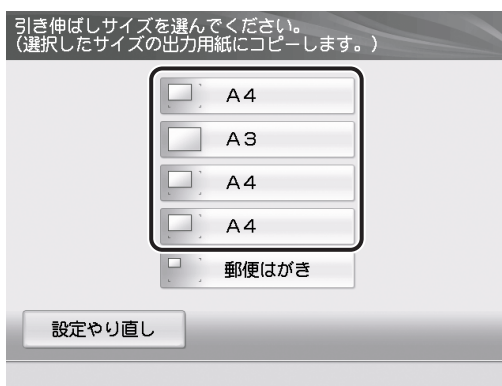 引き伸ばしサイズを選んでください。
（選択したサイズの出力用紙にコピーします。）
A4
A3
A4
A4
郵便はがき
設定やり直し